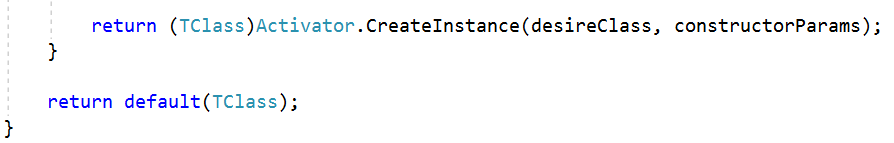 return (TClass)Activator.CreateInstance(desireClass, constructorParams);
}
return default(TClass);
}